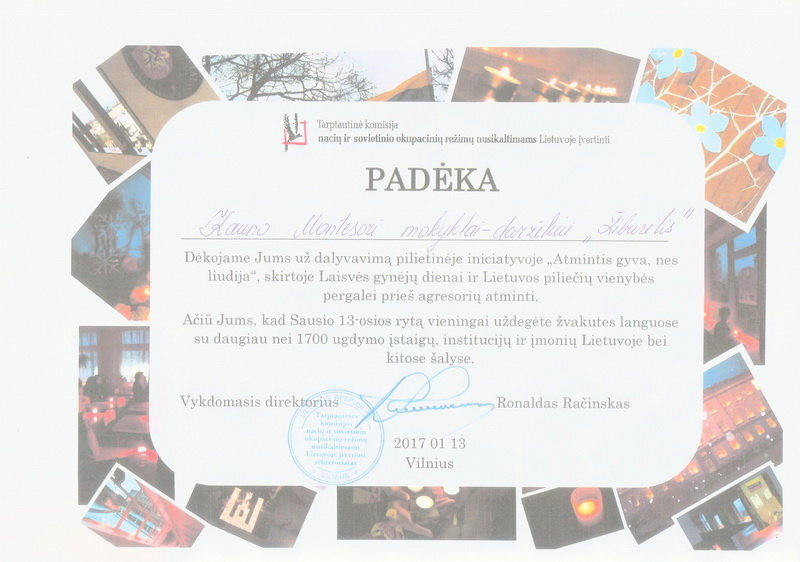 Tarptautinė komisija
nacių ir sovietinio okupacinių režimų nusikaltimams Lietuvoje įvertinti
PADĖKA
Kauno Montesori mokyklai-darželiui „Žiburėlis"
Dėkojame Jums už dalyvavimą pilietinėje iniciatyvoje „Atmintis gyva, nes
liudija“, skirtoje Laisvės gynėjų dienai ir Lietuvos piliečių vienybės
pergalei prieš agresorių atminti.
Ačiū Jums, kad Sausio 13-osios rytą vieningai uždegėte žvakutes languose
su daugiau nei 1700 ugdymo įstaigų, institucijų ir įmonių Lietuvoje bei
kitose šalyse.
Vykdomasis direktorius Ronaldas Račinskas
Tarptautinės
komisijos
nacių ir sovietinio
okupacinių režimų
nusikaltimams
Lietuvoje įvertinti
sekretoriatas
2017 01 13
Vilnius